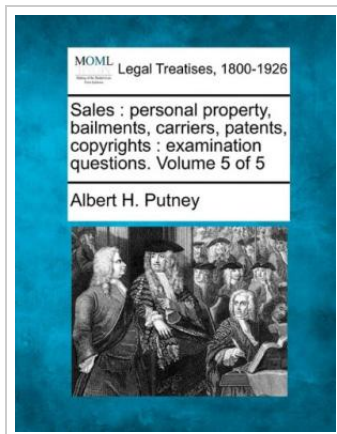 MOML
Legal Treatises, 1800-1926
Sales : personal property,
bailments, carriers, patents,
copyrights : examination
questions. Volume 5 of 5
Albert H. Putney